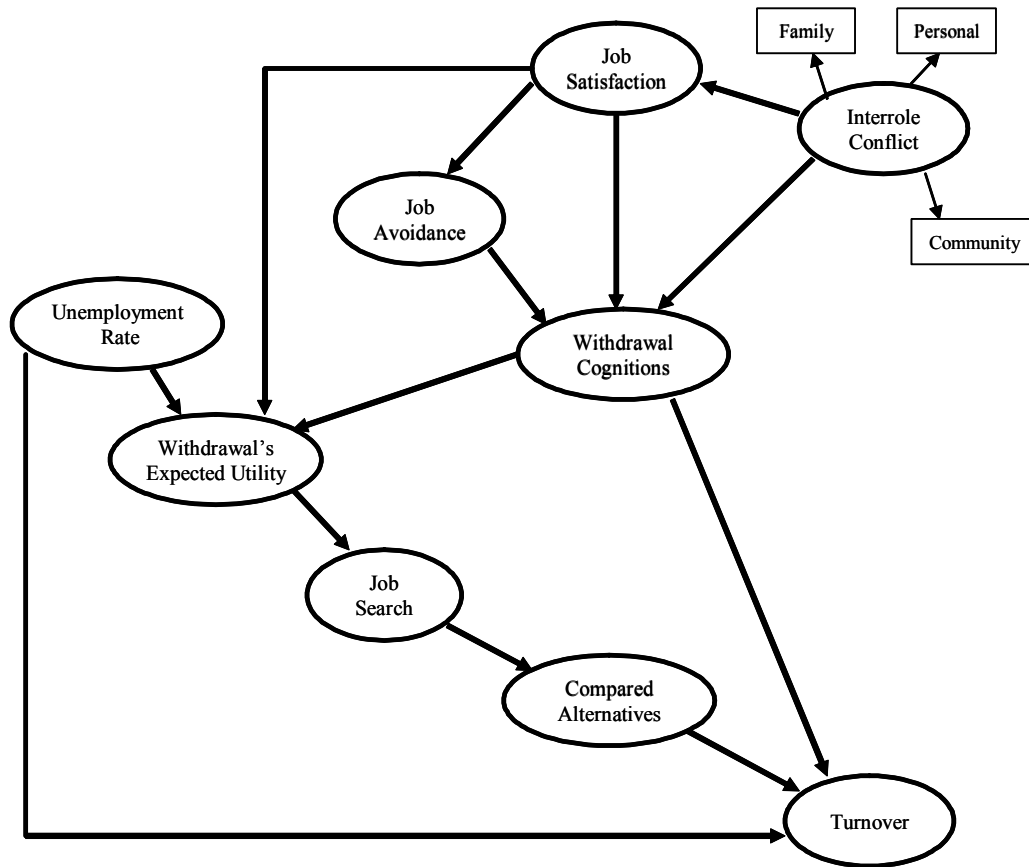 Family
Personal
Job
Satisfaction
Interrole
Conflict
Job
Avoidance
Community
Unemployment
Rate
Withdrawal
Cognitions
Withdrawal’s
Expected Utility
Job
Search
Compared
Alternatives
Turnover